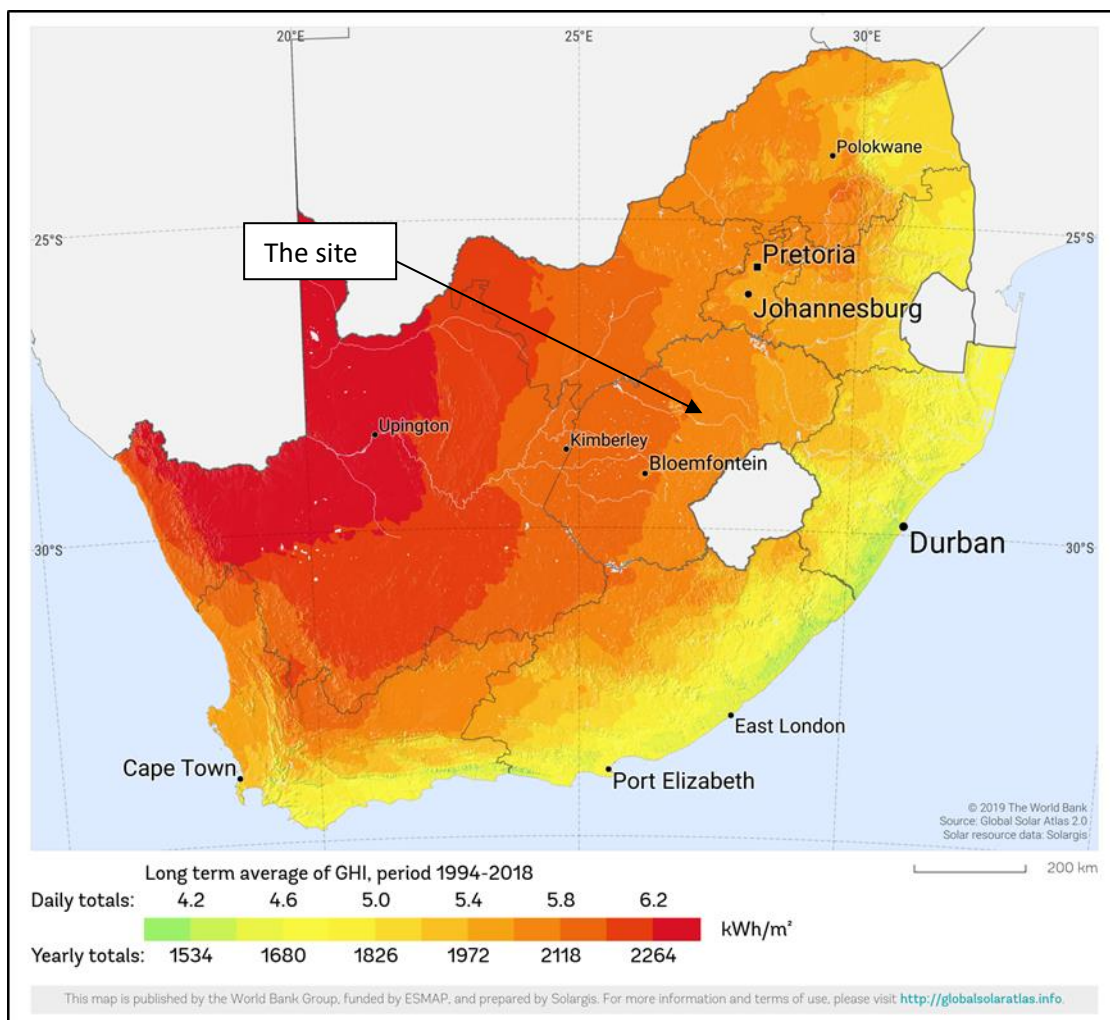 20°E 25°E 30°E
Polokwane
25°S 25°S
The site
Pretoria
Johannesburg
Upington
Kimberley
Bloemfontein
Durban
30°S 30°S
East London
Cape Town
Port Elizabeth
© 2019 The World Bank
Source: Global Solar Atlas 2.0
Solar resource data: Solargis
Long term average of GHI, period 1994-2018
200 km
Daily totals: 4.2 4.6 5.0 5.4 5.8 6.2
kWh/m²
Yearly totals: 1534 1680 1826 1972 2118 2264
This map is published by the World Bank Group, funded by ESMAP, and prepared by Solargis. For more information and terms of use, please visit http://globalsolaratlas.info.